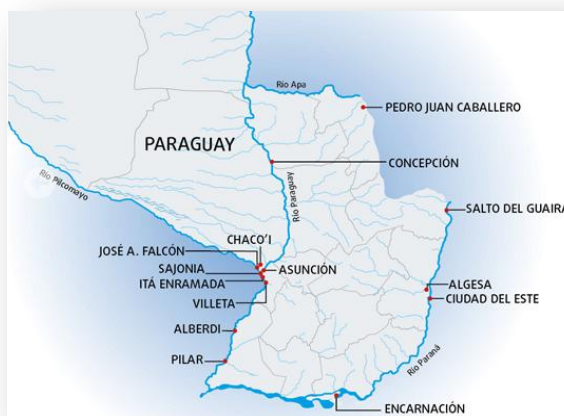 Río Apa
PEDRO JUAN CABALLERO
PARAGUAY
CONCEPCIÓN
Río Pilcomayo
Río Paraguay
SALTO DEL GUAIRA
CHACO'I
JOSÉ A. FALCÓN
SAJONIA
ASUNCIÓN
ITÁ ENRAMADA
ALGESA
CIUDAD DEL ESTE
VILLETA
ALBERDI
PILAR
Río Paraná
ENCARNACIÓN